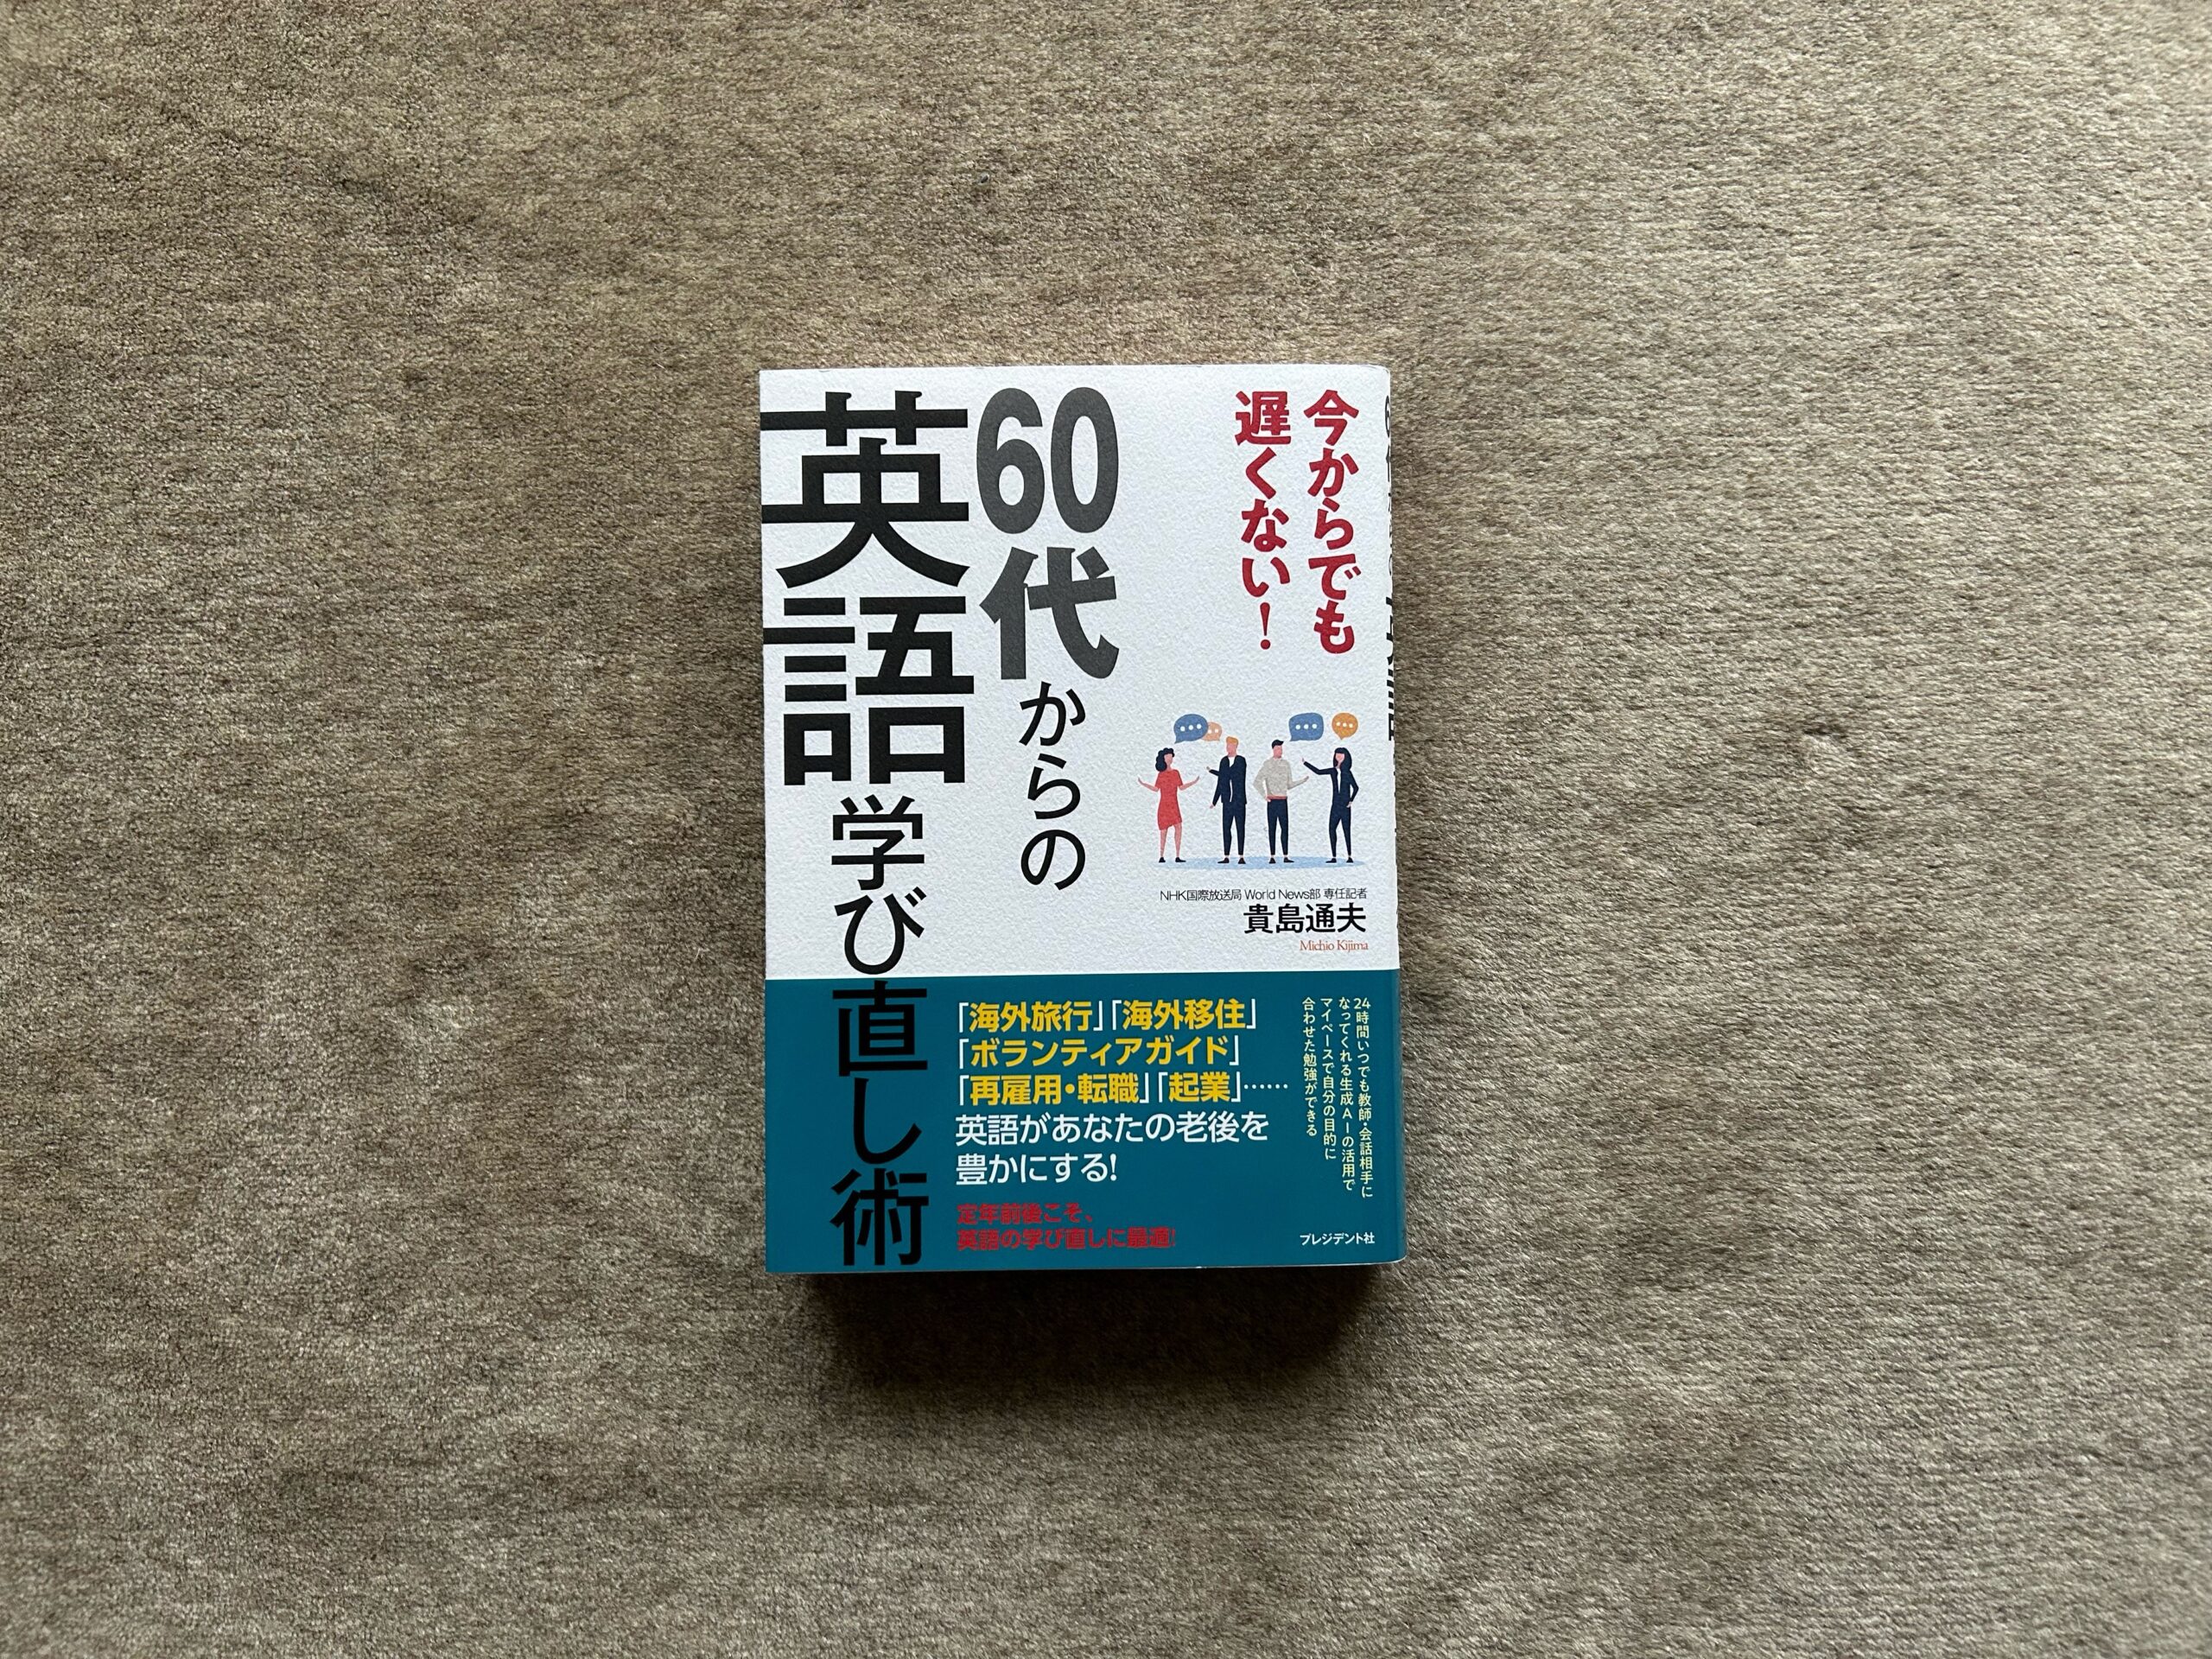 今からでも
遅くない！
60代からの
英語学び直し術
NHK国際放送局 World News部 専任記者
貴島通夫
Michio Kijima
24時間いつでも教師・会話相手に
なってくれる生成AIの活用で
マイペースで自分の目的に
合わせた勉強ができる
「海外旅行」「海外移住」
「ボランティアガイド」
「再雇用・転職」「起業」……
英語があなたの老後を
豊かにする！
定年前後こそ、
英語の学び直しに最適！
プレジデント社